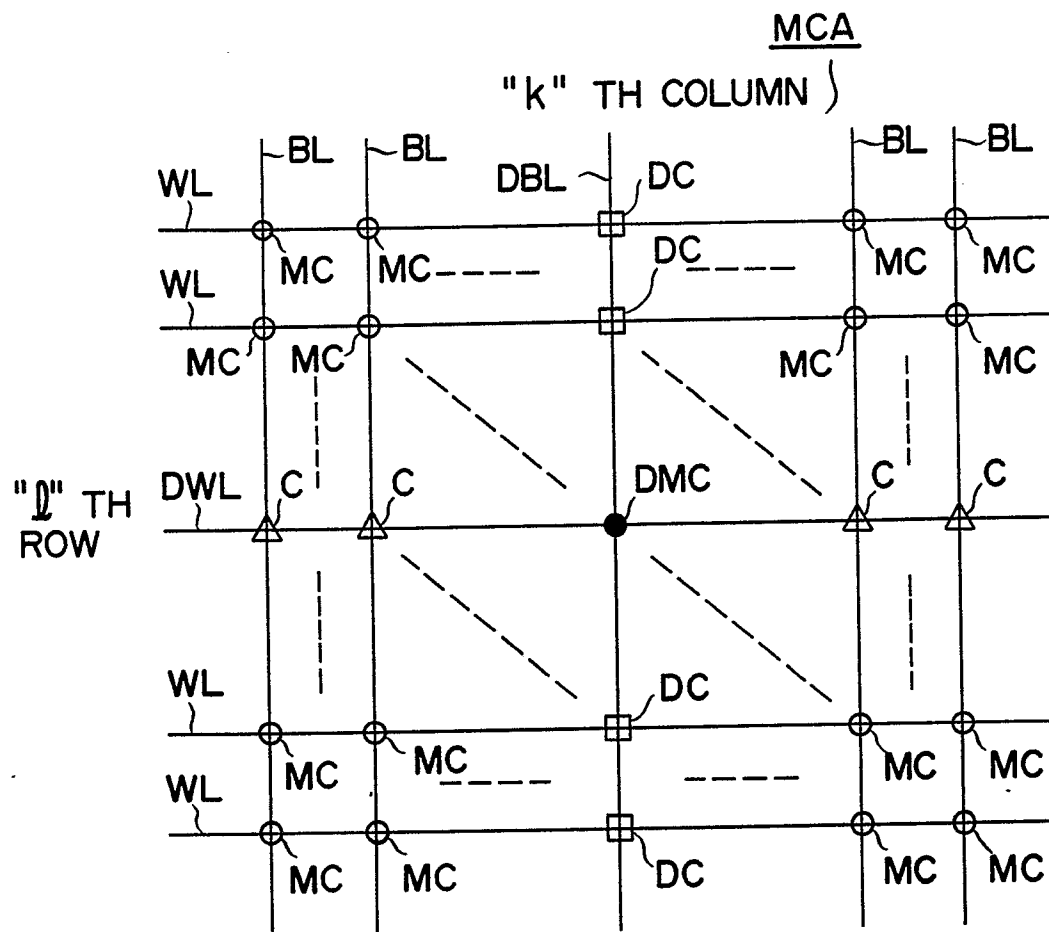 MCA
"k" TH COLUMN
BL BL BL BL
DBL DC
WL
MC MC DC MC MC
WL
MC MC MC MC
"ℓ" TH ROW
DWL C C DMC C C
WL DC
MC MC MC MC
WL
MC MC DC MC MC